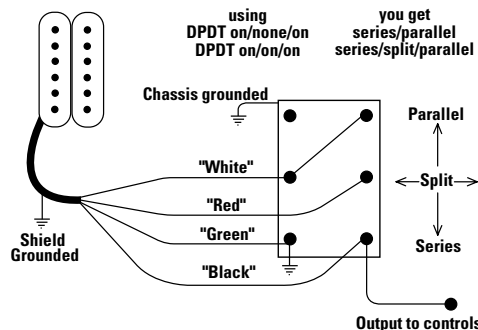 using
DPDT on/none/on
DPDT on/on/on
you get
series/parallel
series/split/parallel
Chassis grounded
Parallel
"White"
Split
"Red"
"Green"
Shield
Grounded
Series
"Black"
Output to controls